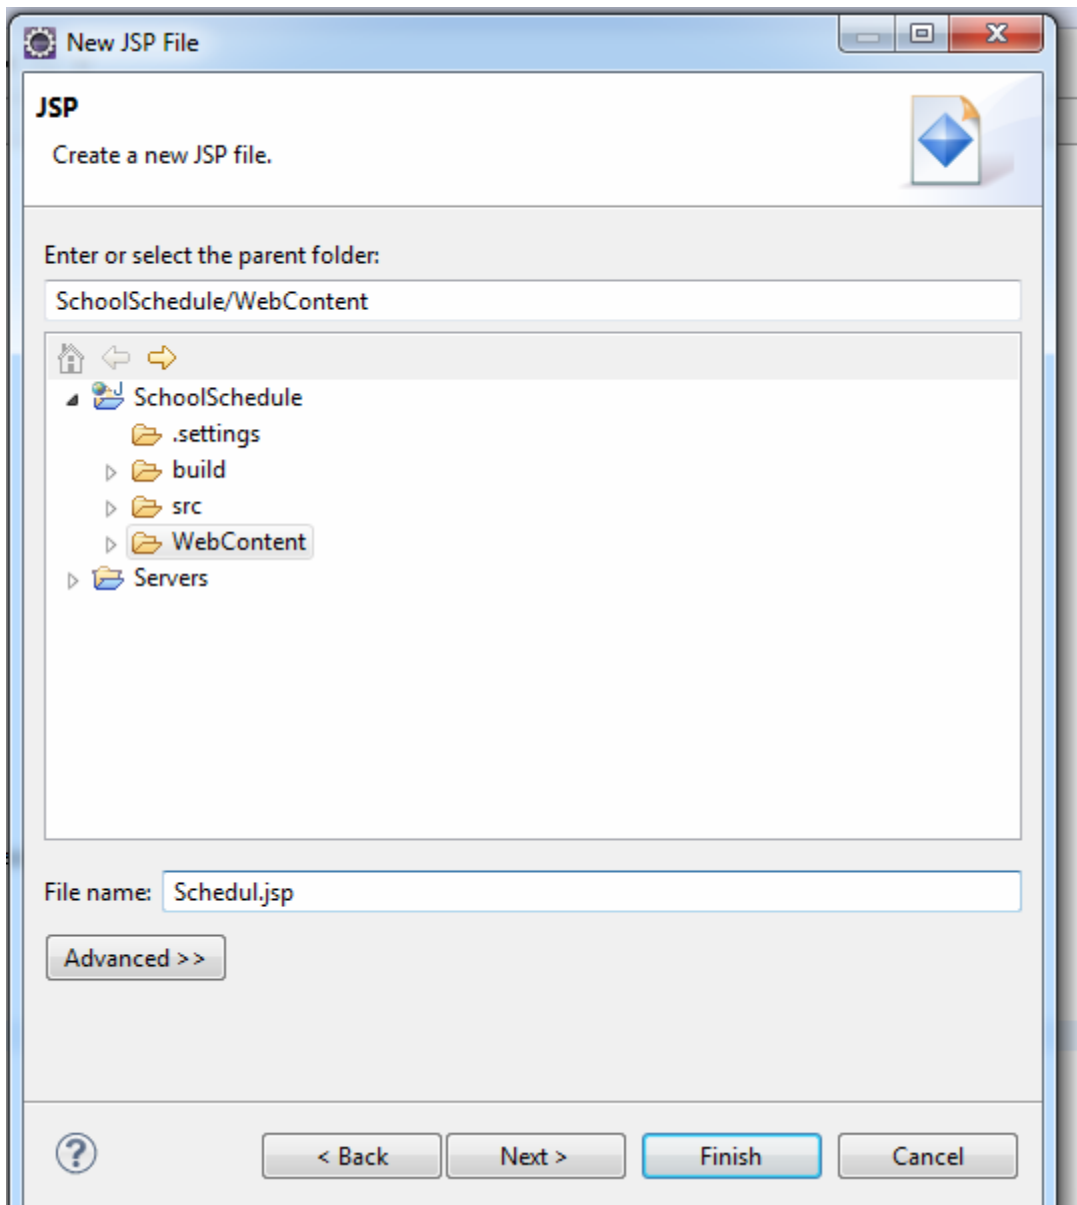 New JSP File
JSP
Create a new JSP file.
Enter or select the parent folder:
SchoolSchedule/WebContent
SchoolSchedule
.settings
build
src
WebContent
Servers
File name: Schedul.jsp
Advanced >>
< Back Next > Finish Cancel